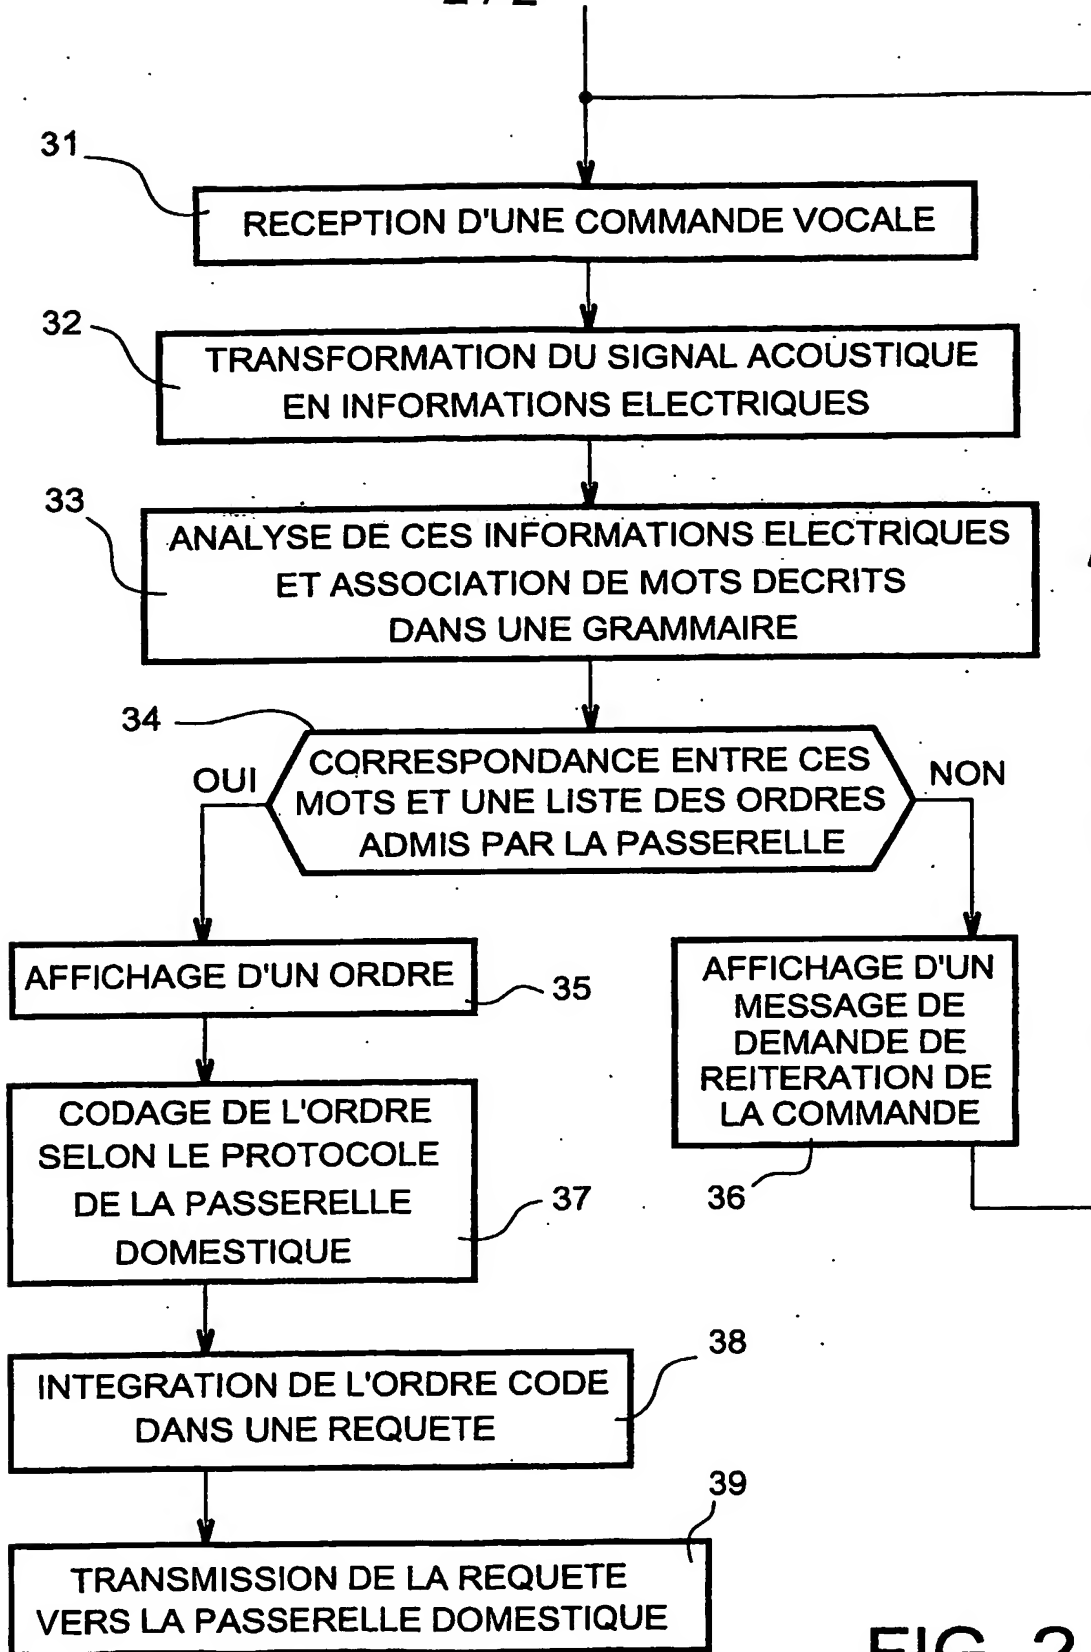 31
RECEPTION D'UNE COMMANDE VOCALE
32
TRANSFORMATION DU SIGNAL ACOUSTIQUE
EN INFORMATIONS ELECTRIQUES
33
ANALYSE DE CES INFORMATIONS ELECTRIQUES
ET ASSOCIATION DE MOTS DECRITS
DANS UNE GRAMMAIRE
34
OUI
CORRESPONDANCE ENTRE CES
MOTS ET UNE LISTE DES ORDRES
ADMIS PAR LA PASSERELLE
NON
AFFICHAGE D'UN ORDRE
35
AFFICHAGE D'UN
MESSAGE DE
DEMANDE DE
REITERATION DE
LA COMMANDE
36
CODAGE DE L'ORDRE
SELON LE PROTOCOLE
DE LA PASSERELLE
DOMESTIQUE
37
38
INTEGRATION DE L'ORDRE CODE
DANS UNE REQUETE
39
TRANSMISSION DE LA REQUETE
VERS LA PASSERELLE DOMESTIQUE
FIG. 2